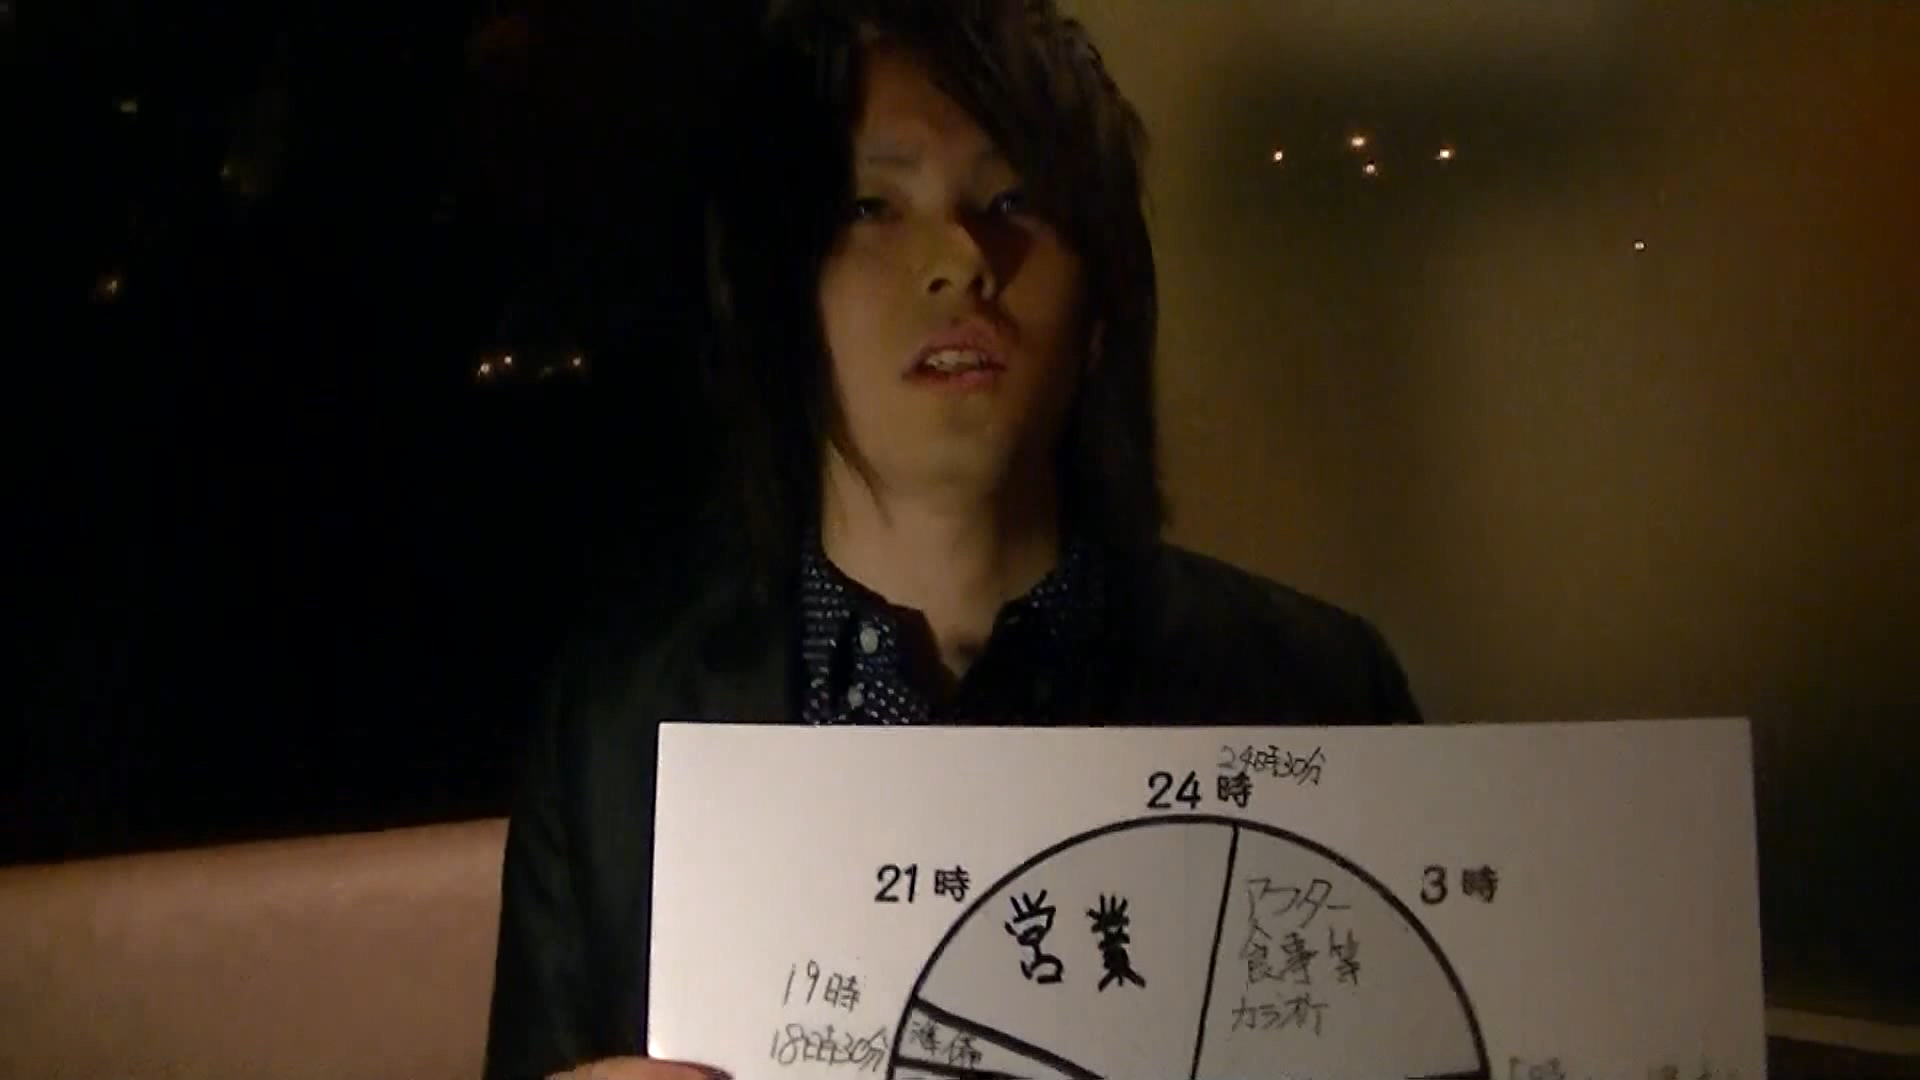 24時30分
24時
21時
3時
営業
アフター
食事等
カラオケ
19時
18時30分
準備